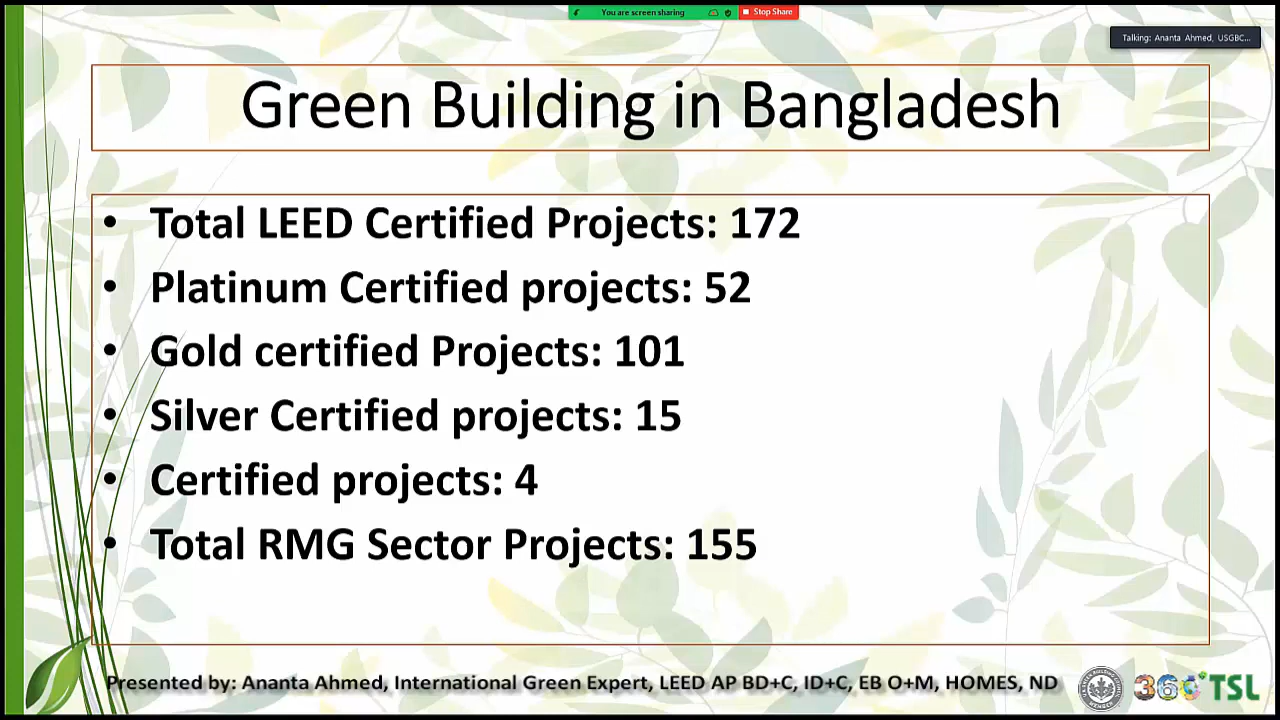 You are screen sharing
Stop Share
Talking: Ananta Ahmed, USGBC...
Green Building in Bangladesh
• Total LEED Certified Projects: 172
• Platinum Certified projects: 52
• Gold certified Projects: 101
• Silver Certified projects: 15
• Certified projects: 4
• Total RMG Sector Projects: 155
Presented by: Ananta Ahmed, International Green Expert, LEED AP BD+C, ID+C, EB O+M, HOMES, ND
360 TSL